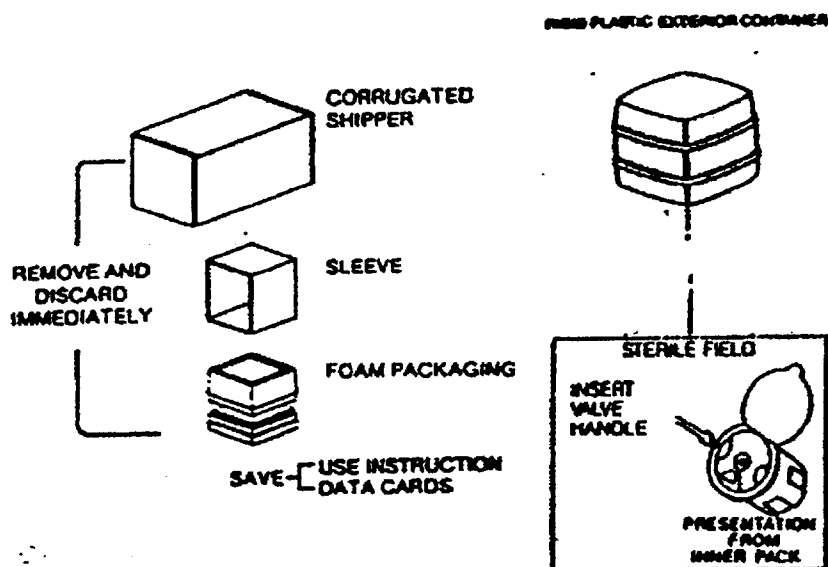 CORRUGATED
SHIPPER
REMOVE AND
DISCARD
IMMEDIATELY
SLEEVE
FOAM PACKAGING
SAVE
USE INSTRUCTION
DATA CARDS
PLASTIC EXTERIOR CONTAINER
STERILE FIELD
INSERT
VALVE
HANDLE
PRESENTATION
FROM
INNER PACK